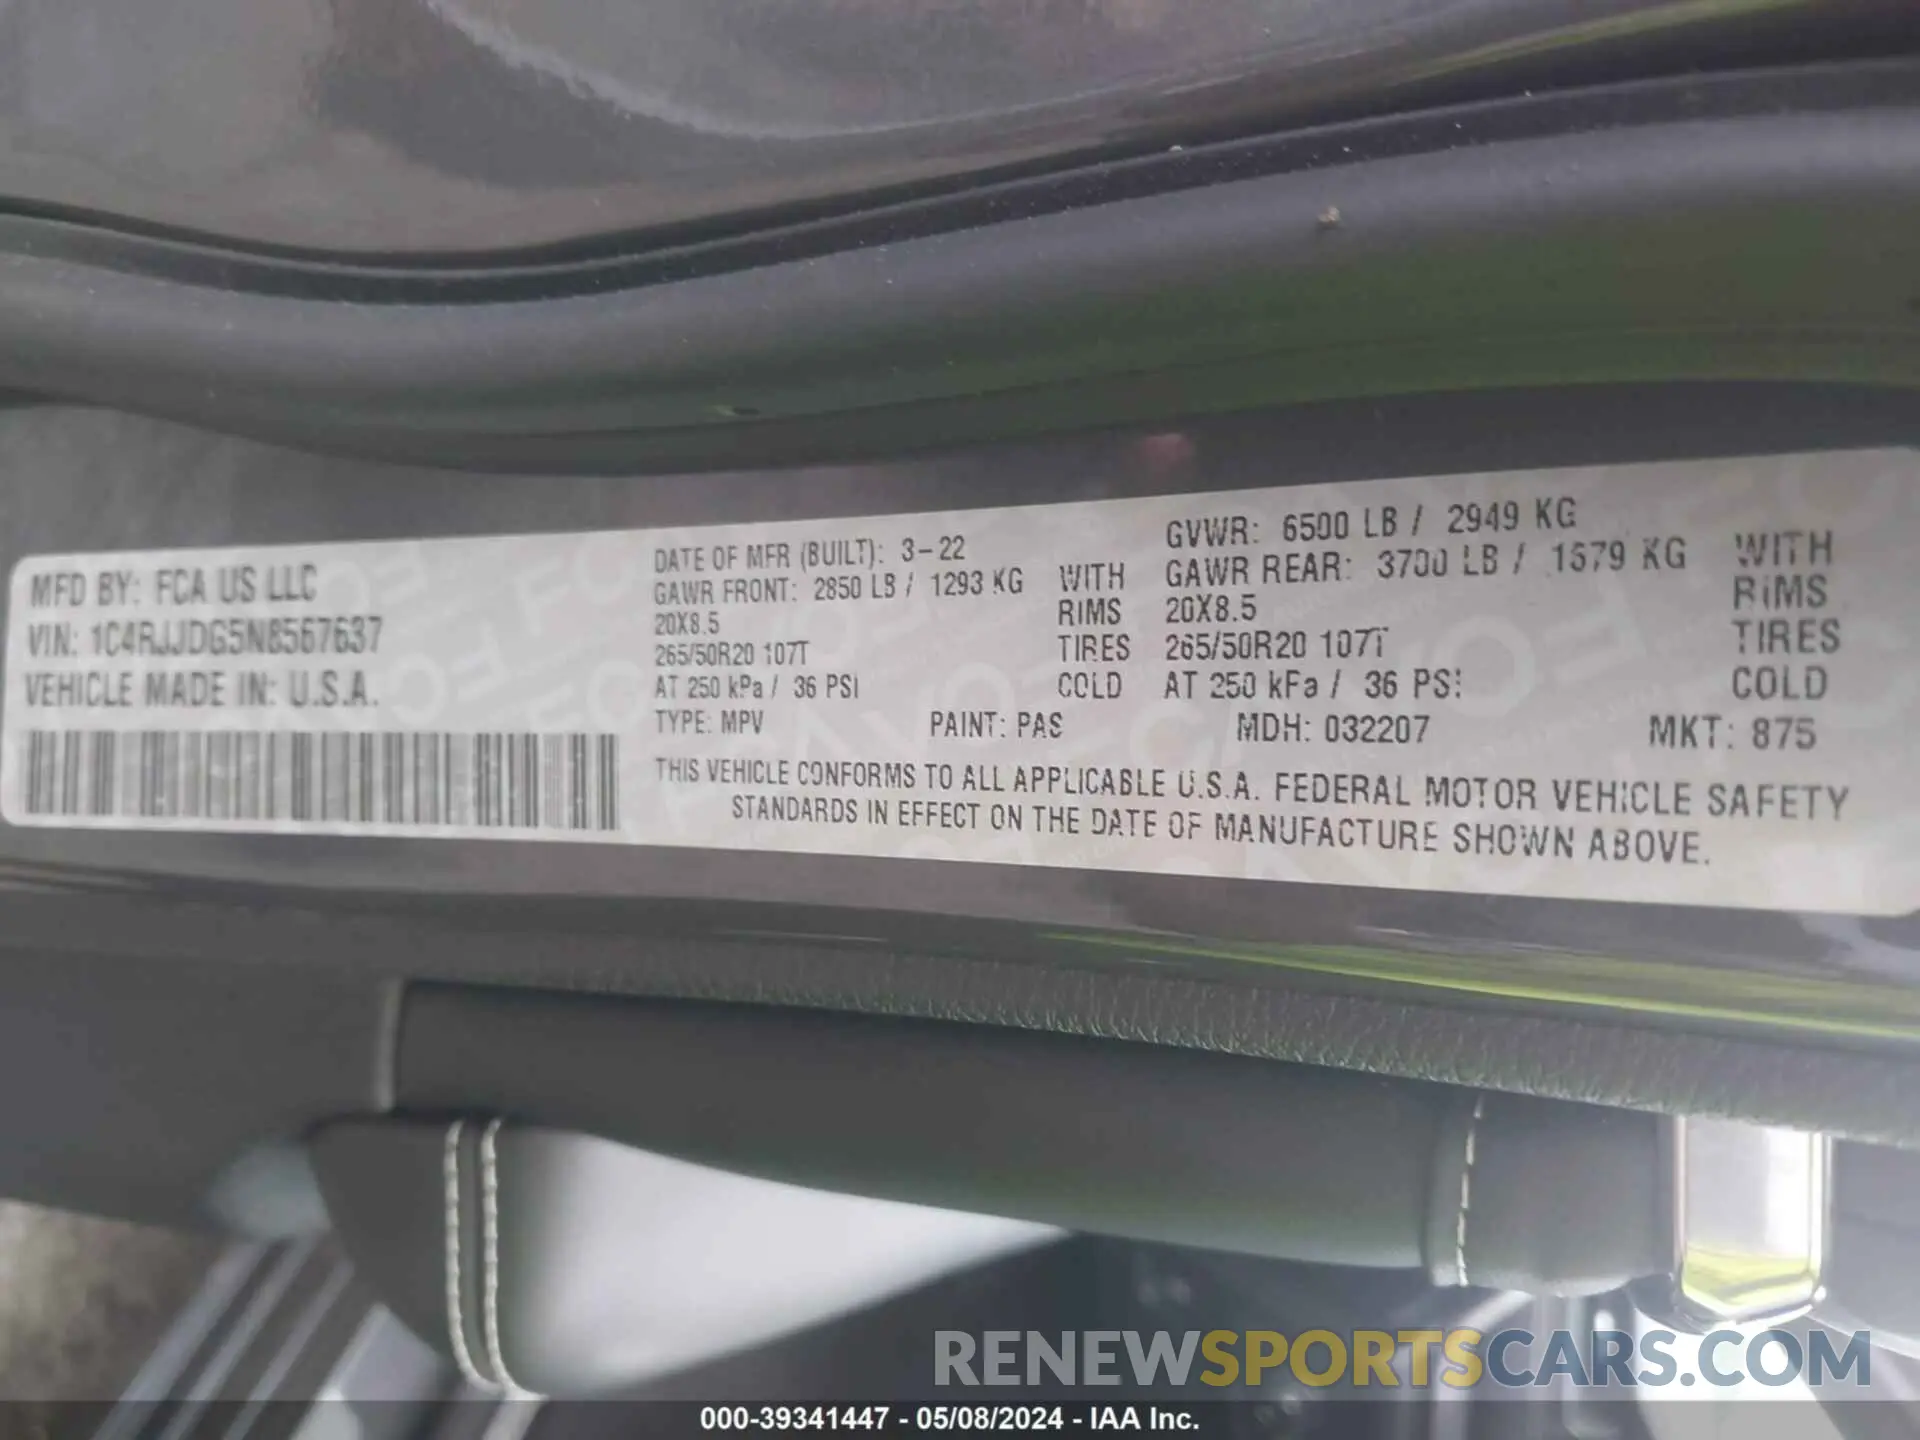 MFD BY: FCA US LLC
VIN: 1C4RJJDG5N8567637
VEHICLE MADE IN: U.S.A.
DATE OF MFR (BUILT): 3-22
GAWR FRONT: 2850 LB / 1293 KG WITH
20X8.5 RIMS
265/50R20 107T TIRES
AT 250 kPa / 36 PSI COLD
GVWR: 6500 LB / 2949 KG
GAWR REAR: 3700 LB / 1679 KG WITH
20X8.5 RIMS
265/50R20 107T TIRES
AT 250 kPa / 36 PSI COLD
TYPE: MPV PAINT: PAS MDH: 032207 MKT: 875
THIS VEHICLE CONFORMS TO ALL APPLICABLE U.S.A. FEDERAL MOTOR VEHICLE SAFETY
STANDARDS IN EFFECT ON THE DATE OF MANUFACTURE SHOWN ABOVE.
RENEWSPORTSCARS.COM
000-39341447 - 05/08/2024 - IAA Inc.